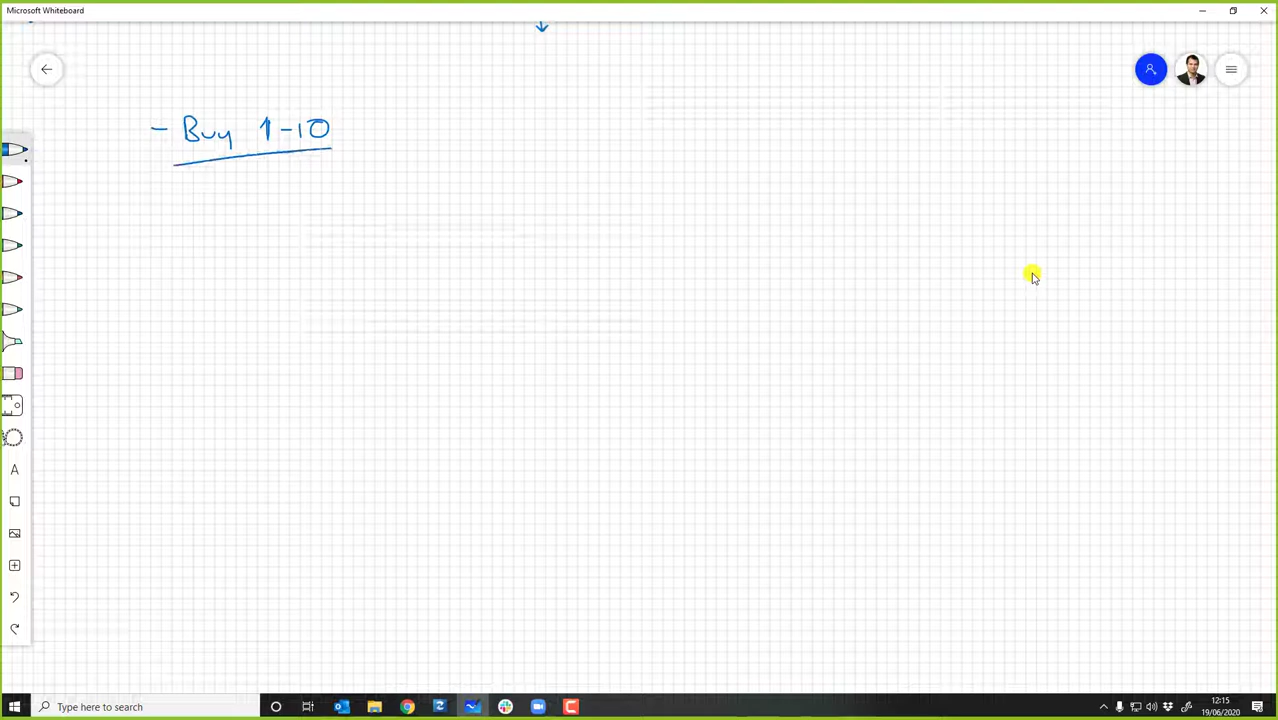 Microsoft Whiteboard
- Buy 1-10
A
Type here to search
12:15
19/06/2020